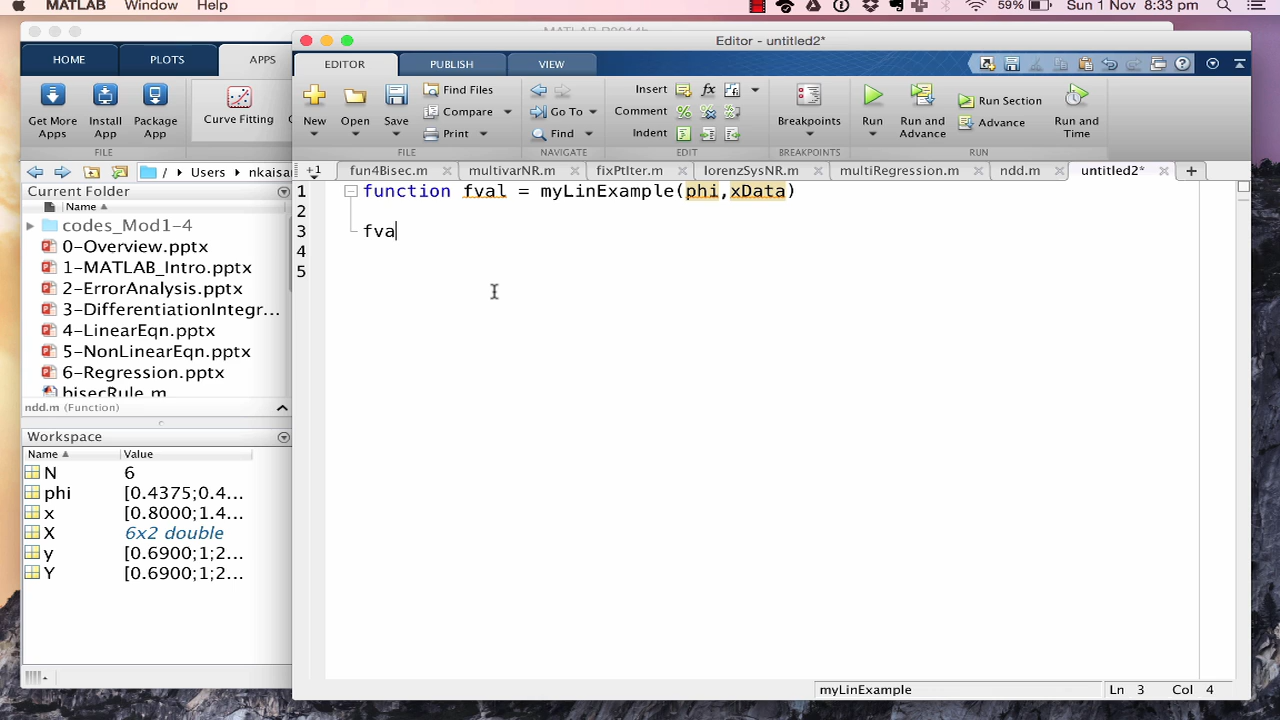 MATLAB Window Help 59% Sun 1 Nov 8:33 pm
Editor - untitled2*
HOME PLOTS APPS EDITOR PUBLISH VIEW
Get More Apps
Install App
Package App
Curve Fitting
FILE
New
Open
Save
Find Files
Compare
Print
FILE
Go To
Find
NAVIGATE
Insert
Comment
Indent
EDIT
Breakpoints
BREAKPOINTS
Run
Run and Advance
Run Section
Advance
Run and Time
RUN
/ Users nkaisar
+1 fun4Bisec.m multivarNR.m fixPtIter.m lorenzSysNR.m multiRegression.m ndd.m untitled2*
Current Folder
Name
codes_Mod1-4
0-Overview.pptx
1-MATLAB_Intro.pptx
2-ErrorAnalysis.pptx
3-DifferentiationIntegr...
4-LinearEqn.pptx
5-NonLinearEqn.pptx
6-Regression.pptx
bisecRule.m
ndd.m (Function)
Workspace
Name Value
N 6
phi [0.4375;0.4...
x [0.8000;1.4...
X 6x2 double
y [0.6900;1;2...
Y [0.6900;1;2...
1 function fval = myLinExample(phi,xData)
2
3 fva
4
5
myLinExample Ln 3 Col 4